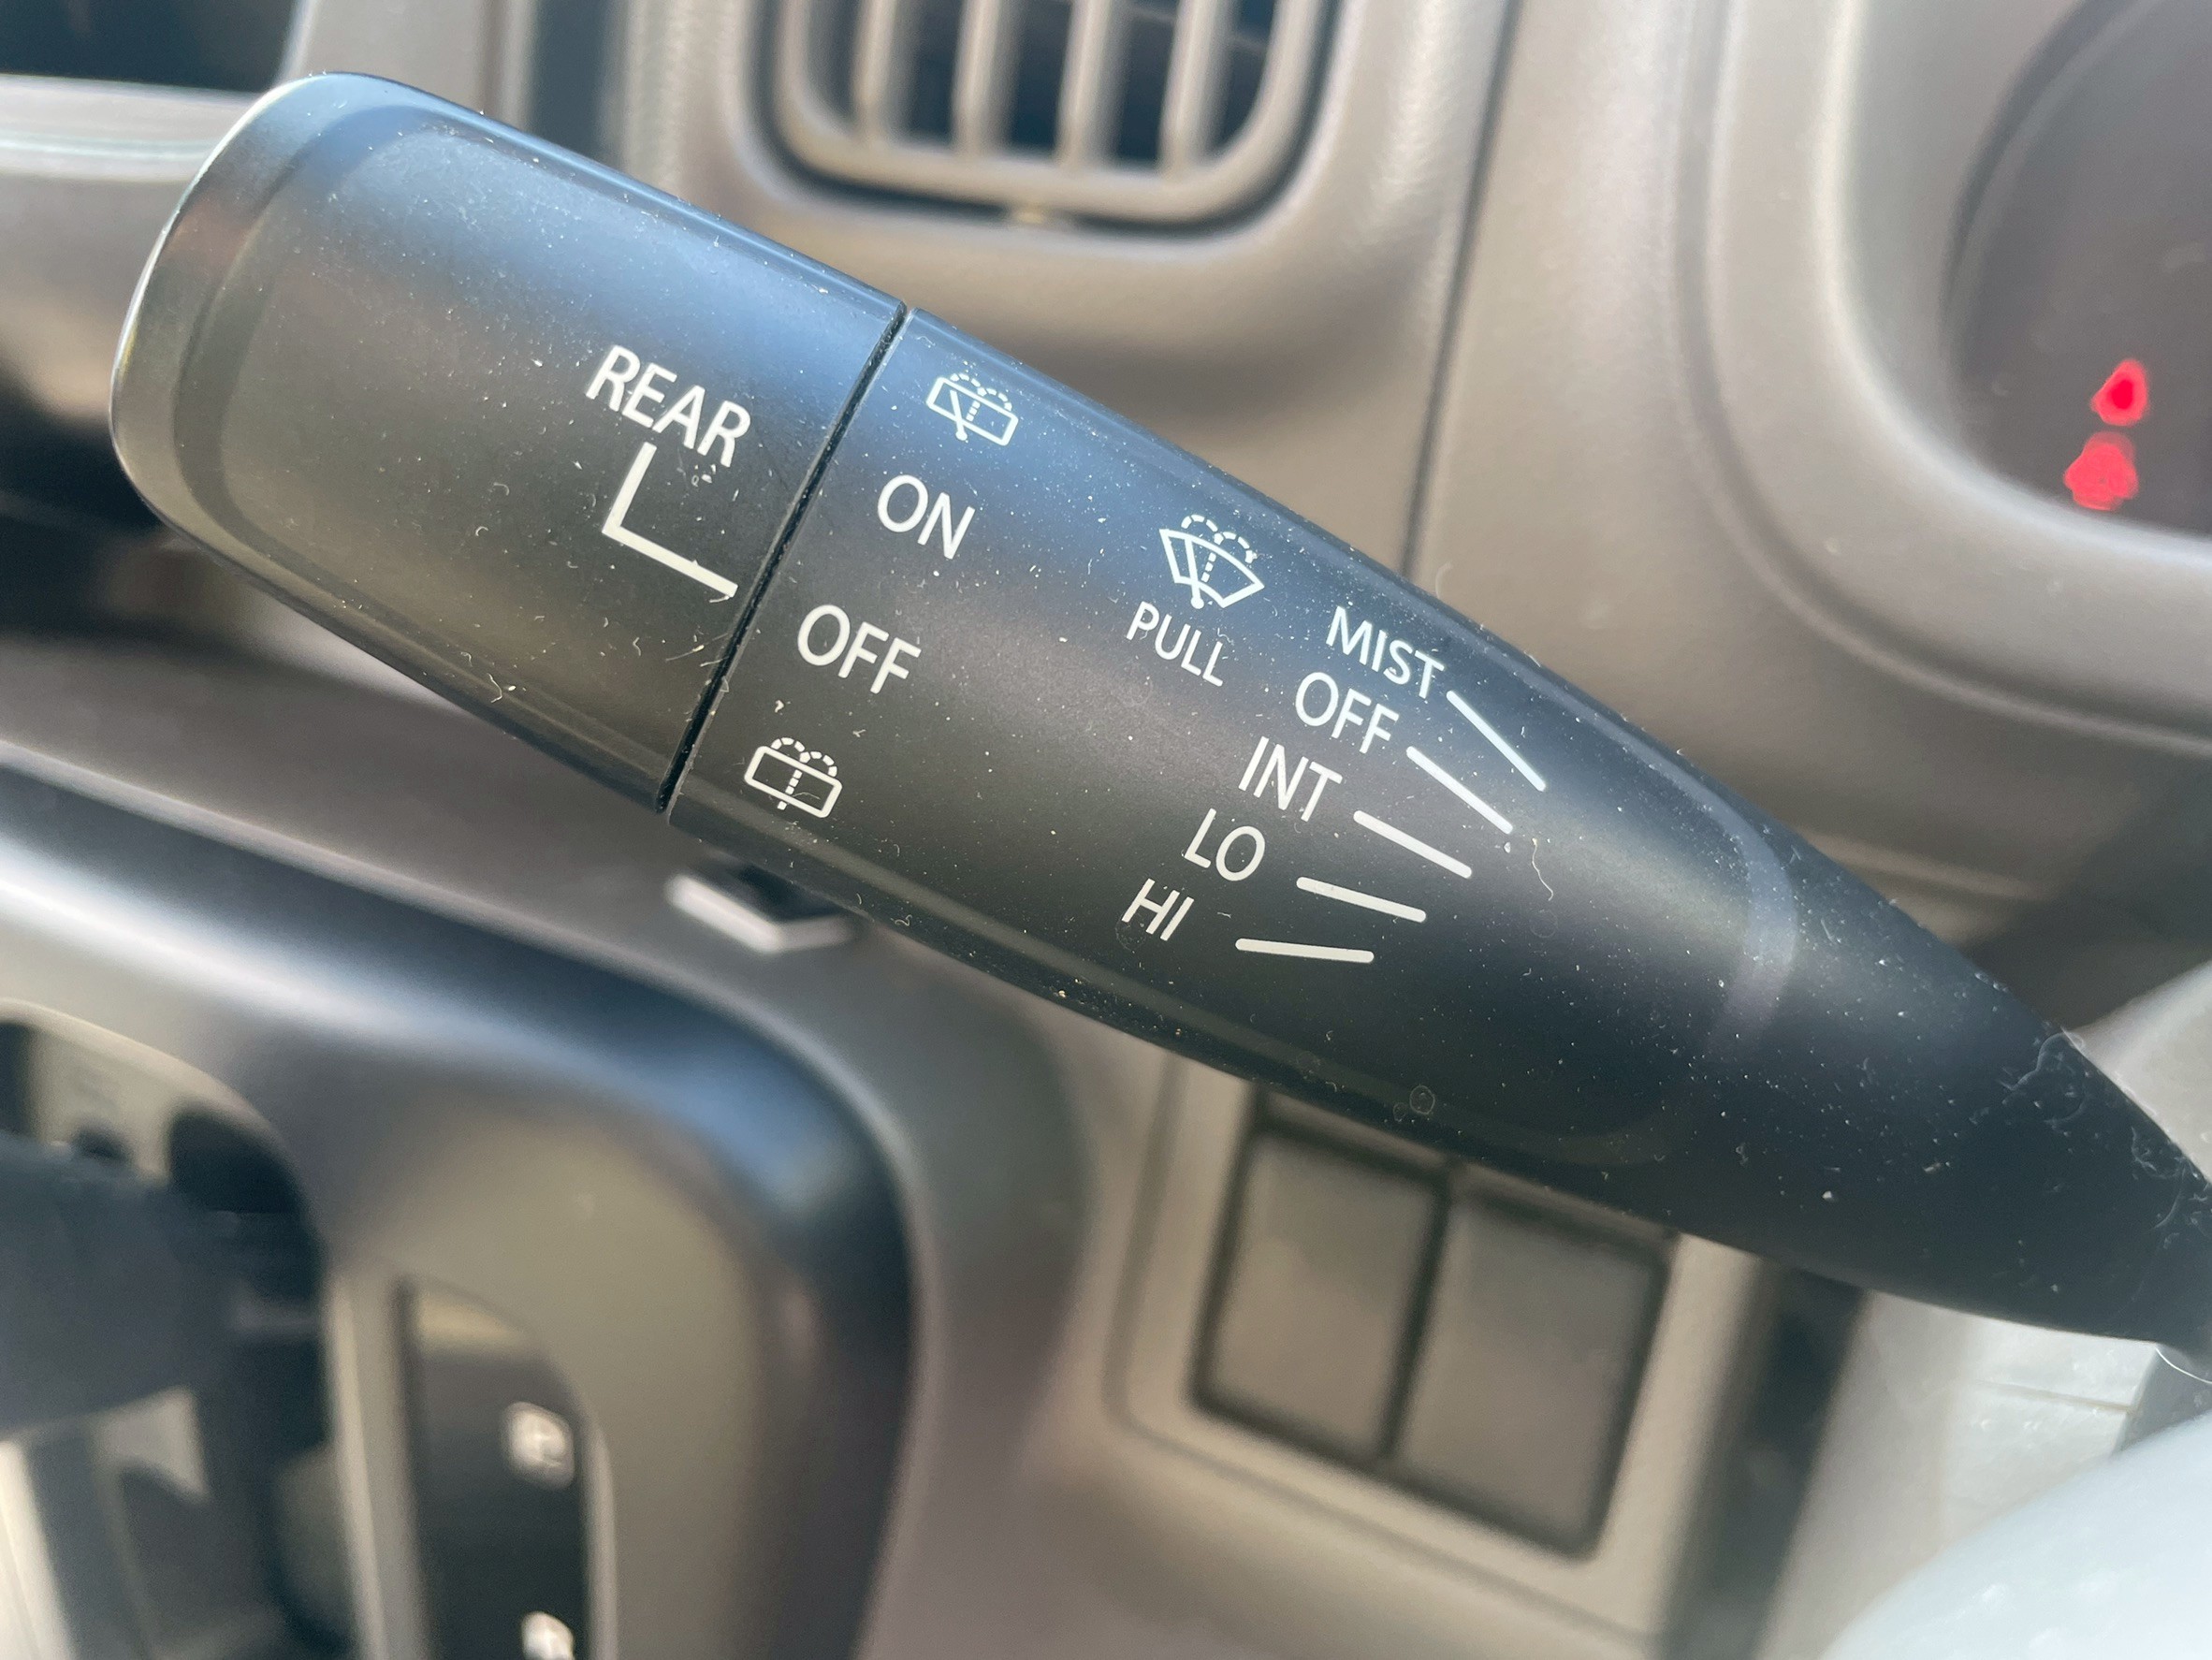 REAR
ON
OFF
PULL
MIST
OFF
INT
LO
HI